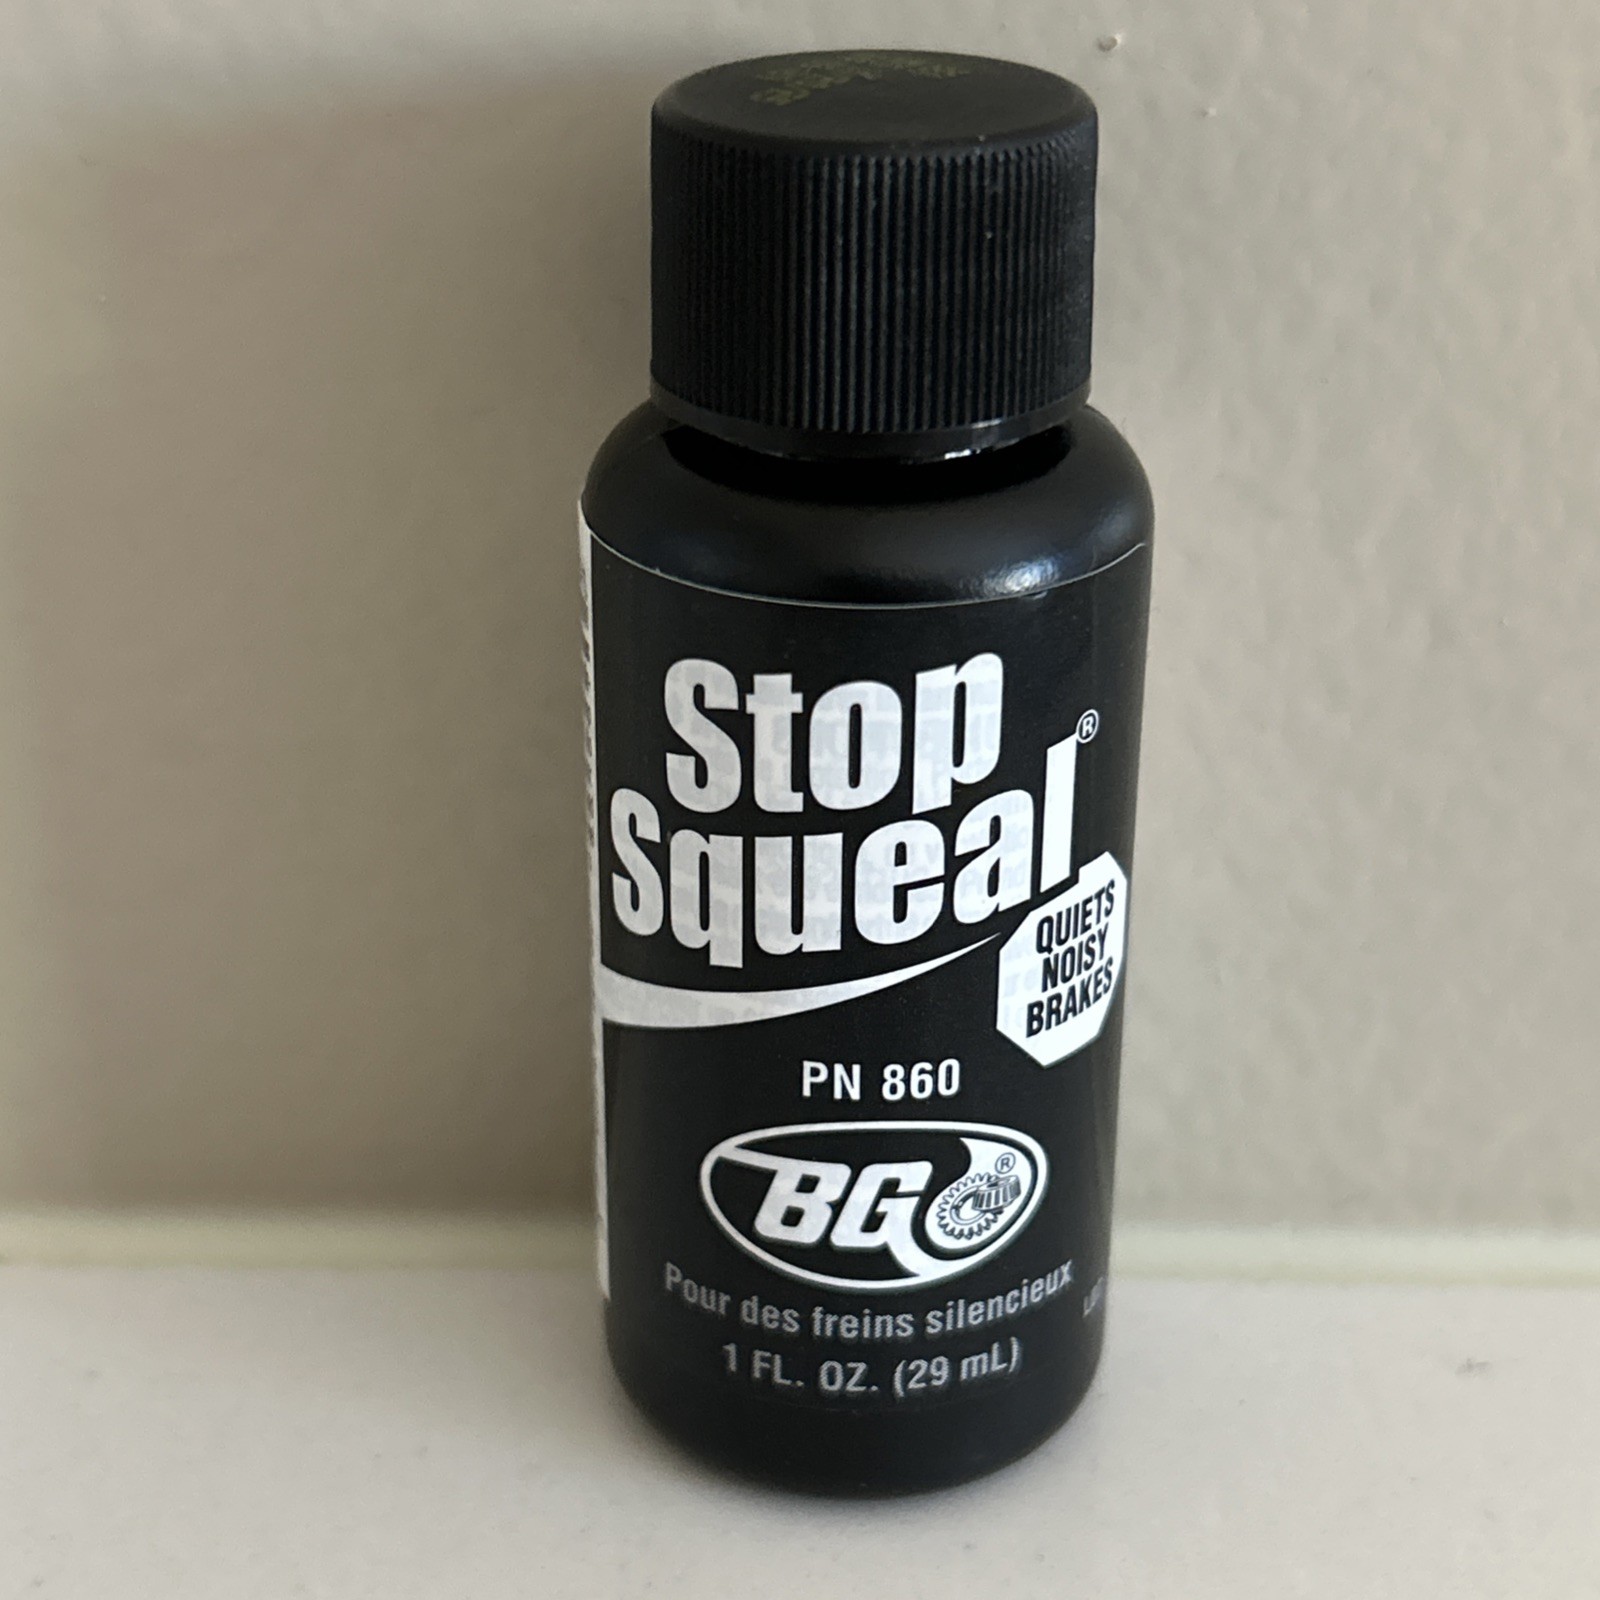 Stop
Squeal®
QUIETS
NOISY
BRAKES
PN 860
BG®
Pour des freins silencieux
1 FL. OZ. (29 mL)